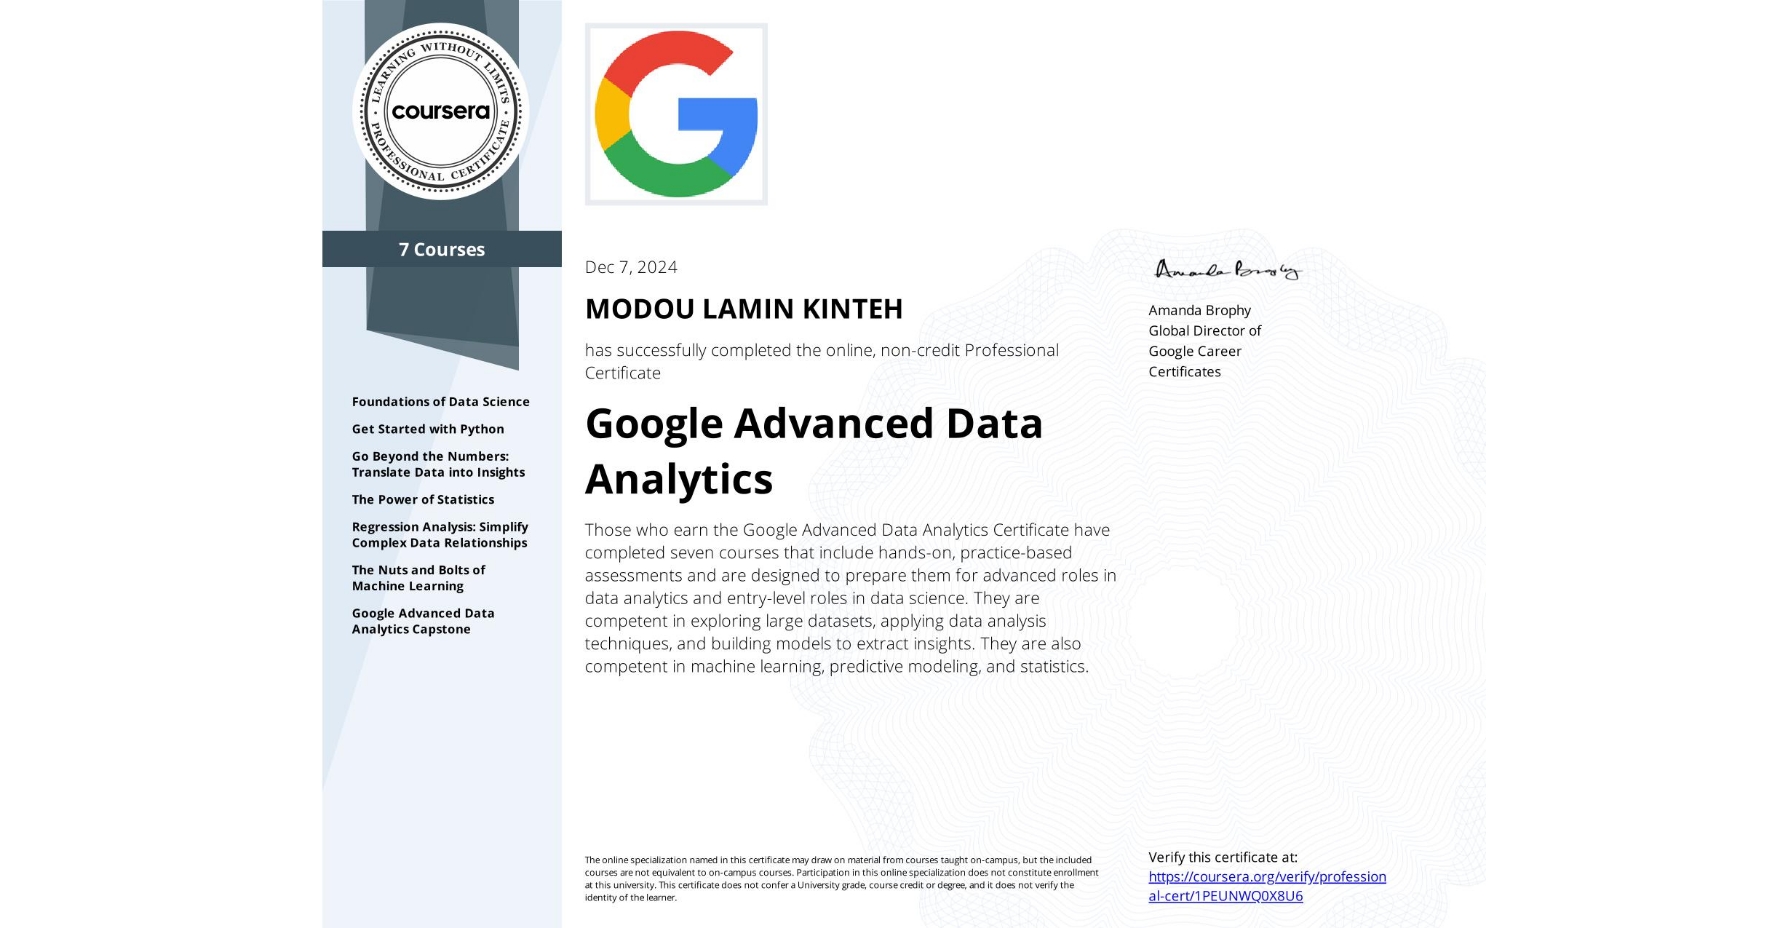 LEARNING WITHOUT LIMITS
coursera
PROFESSIONAL CERTIFICATE
7 Courses
Foundations of Data Science
Get Started with Python
Go Beyond the Numbers:
Translate Data into Insights
The Power of Statistics
Regression Analysis: Simplify
Complex Data Relationships
The Nuts and Bolts of
Machine Learning
Google Advanced Data
Analytics Capstone
Dec 7, 2024
MODOU LAMIN KINTEH
has successfully completed the online, non-credit Professional
Certificate
Google Advanced Data
Analytics
Those who earn the Google Advanced Data Analytics Certificate have
completed seven courses that include hands-on, practice-based
assessments and are designed to prepare them for advanced roles in
data analytics and entry-level roles in data science. They are
competent in exploring large datasets, applying data analysis
techniques, and building models to extract insights. They are also
competent in machine learning, predictive modeling, and statistics.
Amanda Brophy
Amanda Brophy
Global Director of
Google Career
Certificates
The online specialization named in this certificate may draw on material from courses taught on-campus, but the included
courses are not equivalent to on-campus courses. Participation in this online specialization does not constitute enrollment
at this university. This certificate does not confer a University grade, course credit or degree, and it does not verify the
identity of the learner.
Verify this certificate at:
https://coursera.org/verify/profession
al-cert/1PEUNWQ0X8U6